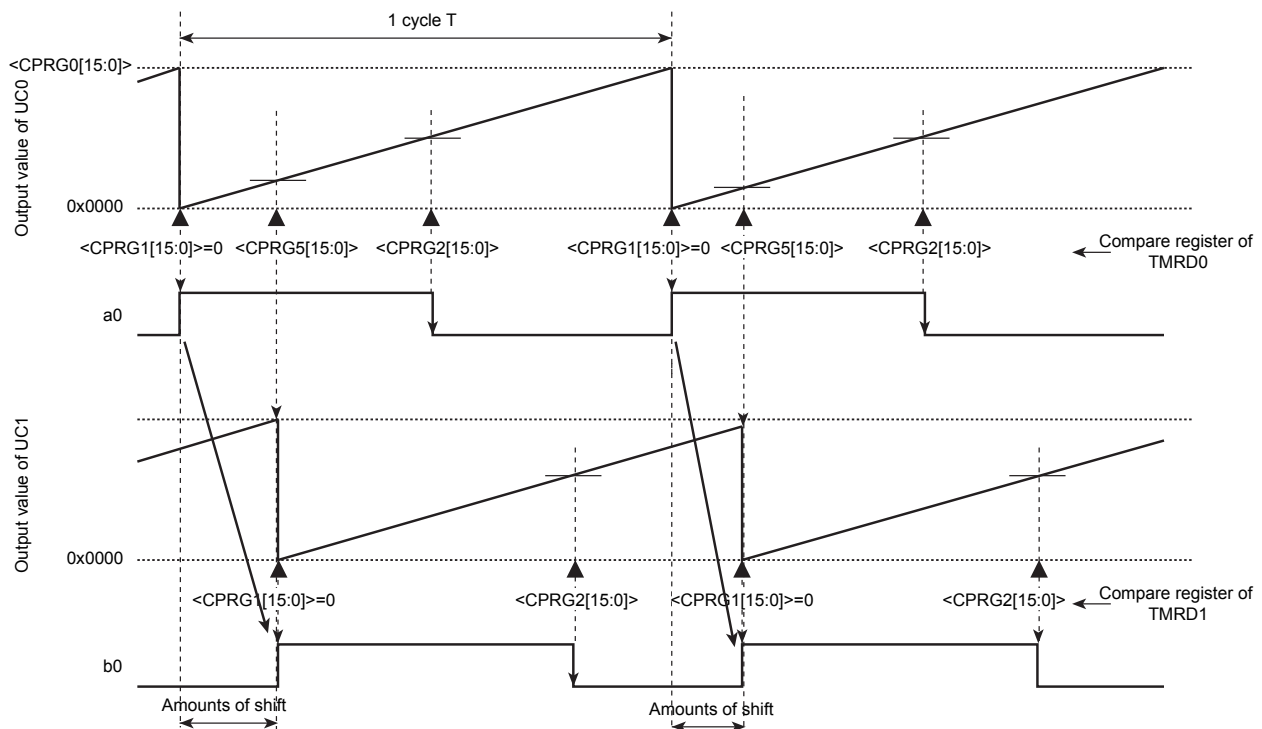 1 cycle T
<CPRG0[15:0]>
Output value of UC0
0x0000
<CPRG1[15:0]>=0 <CPRG5[15:0]> <CPRG2[15:0]> <CPRG1[15:0]>=0 <CPRG5[15:0]> <CPRG2[15:0]>
Compare register of
TMRD0
a0
Output value of UC1
0x0000
<CPRG1[15:0]>=0 <CPRG2[15:0]> <CPRG1[15:0]>=0 <CPRG2[15:0]>
Compare register of
TMRD1
b0
Amounts of shift Amounts of shift